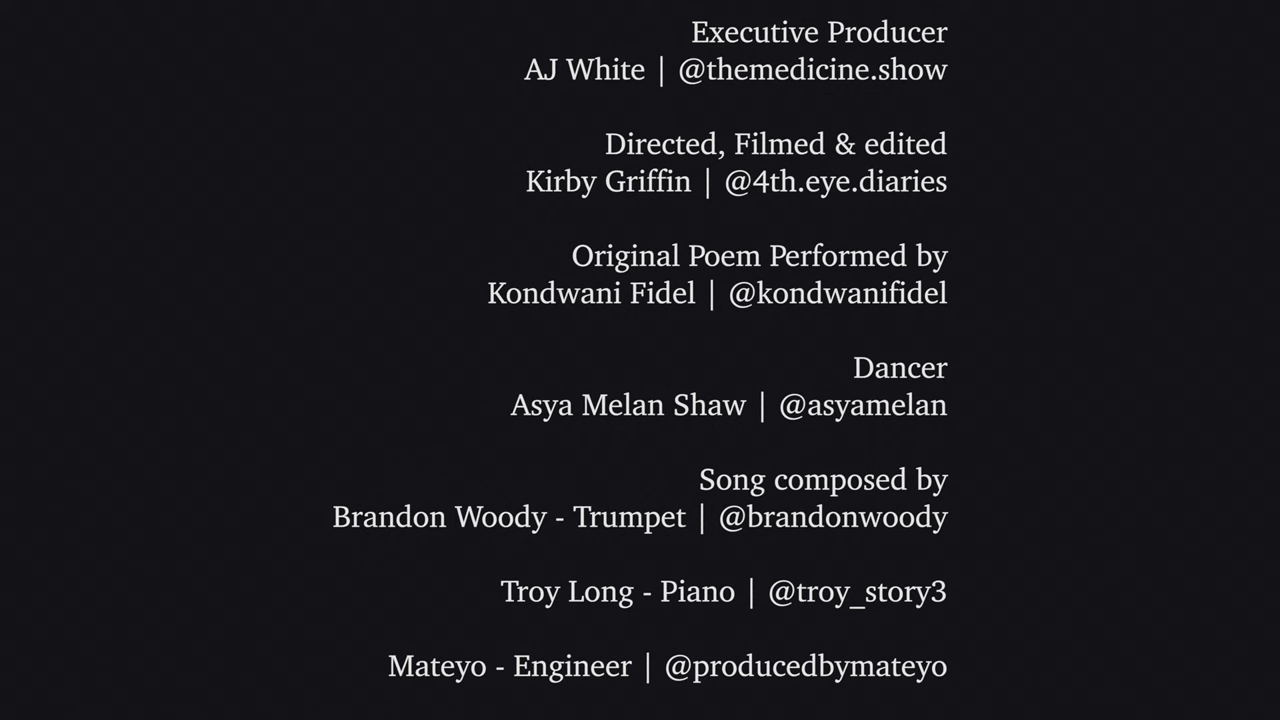 Executive Producer
AJ White | @themedicine.show
Directed, Filmed & edited
Kirby Griffin | @4th.eye.diaries
Original Poem Performed by
Kondwani Fidel | @kondwanifidel
Dancer
Asya Melan Shaw | @asyamelan
Song composed by
Brandon Woody - Trumpet | @brandonwoody
Troy Long - Piano | @troy_story3
Mateyo - Engineer | @producedbymateyo